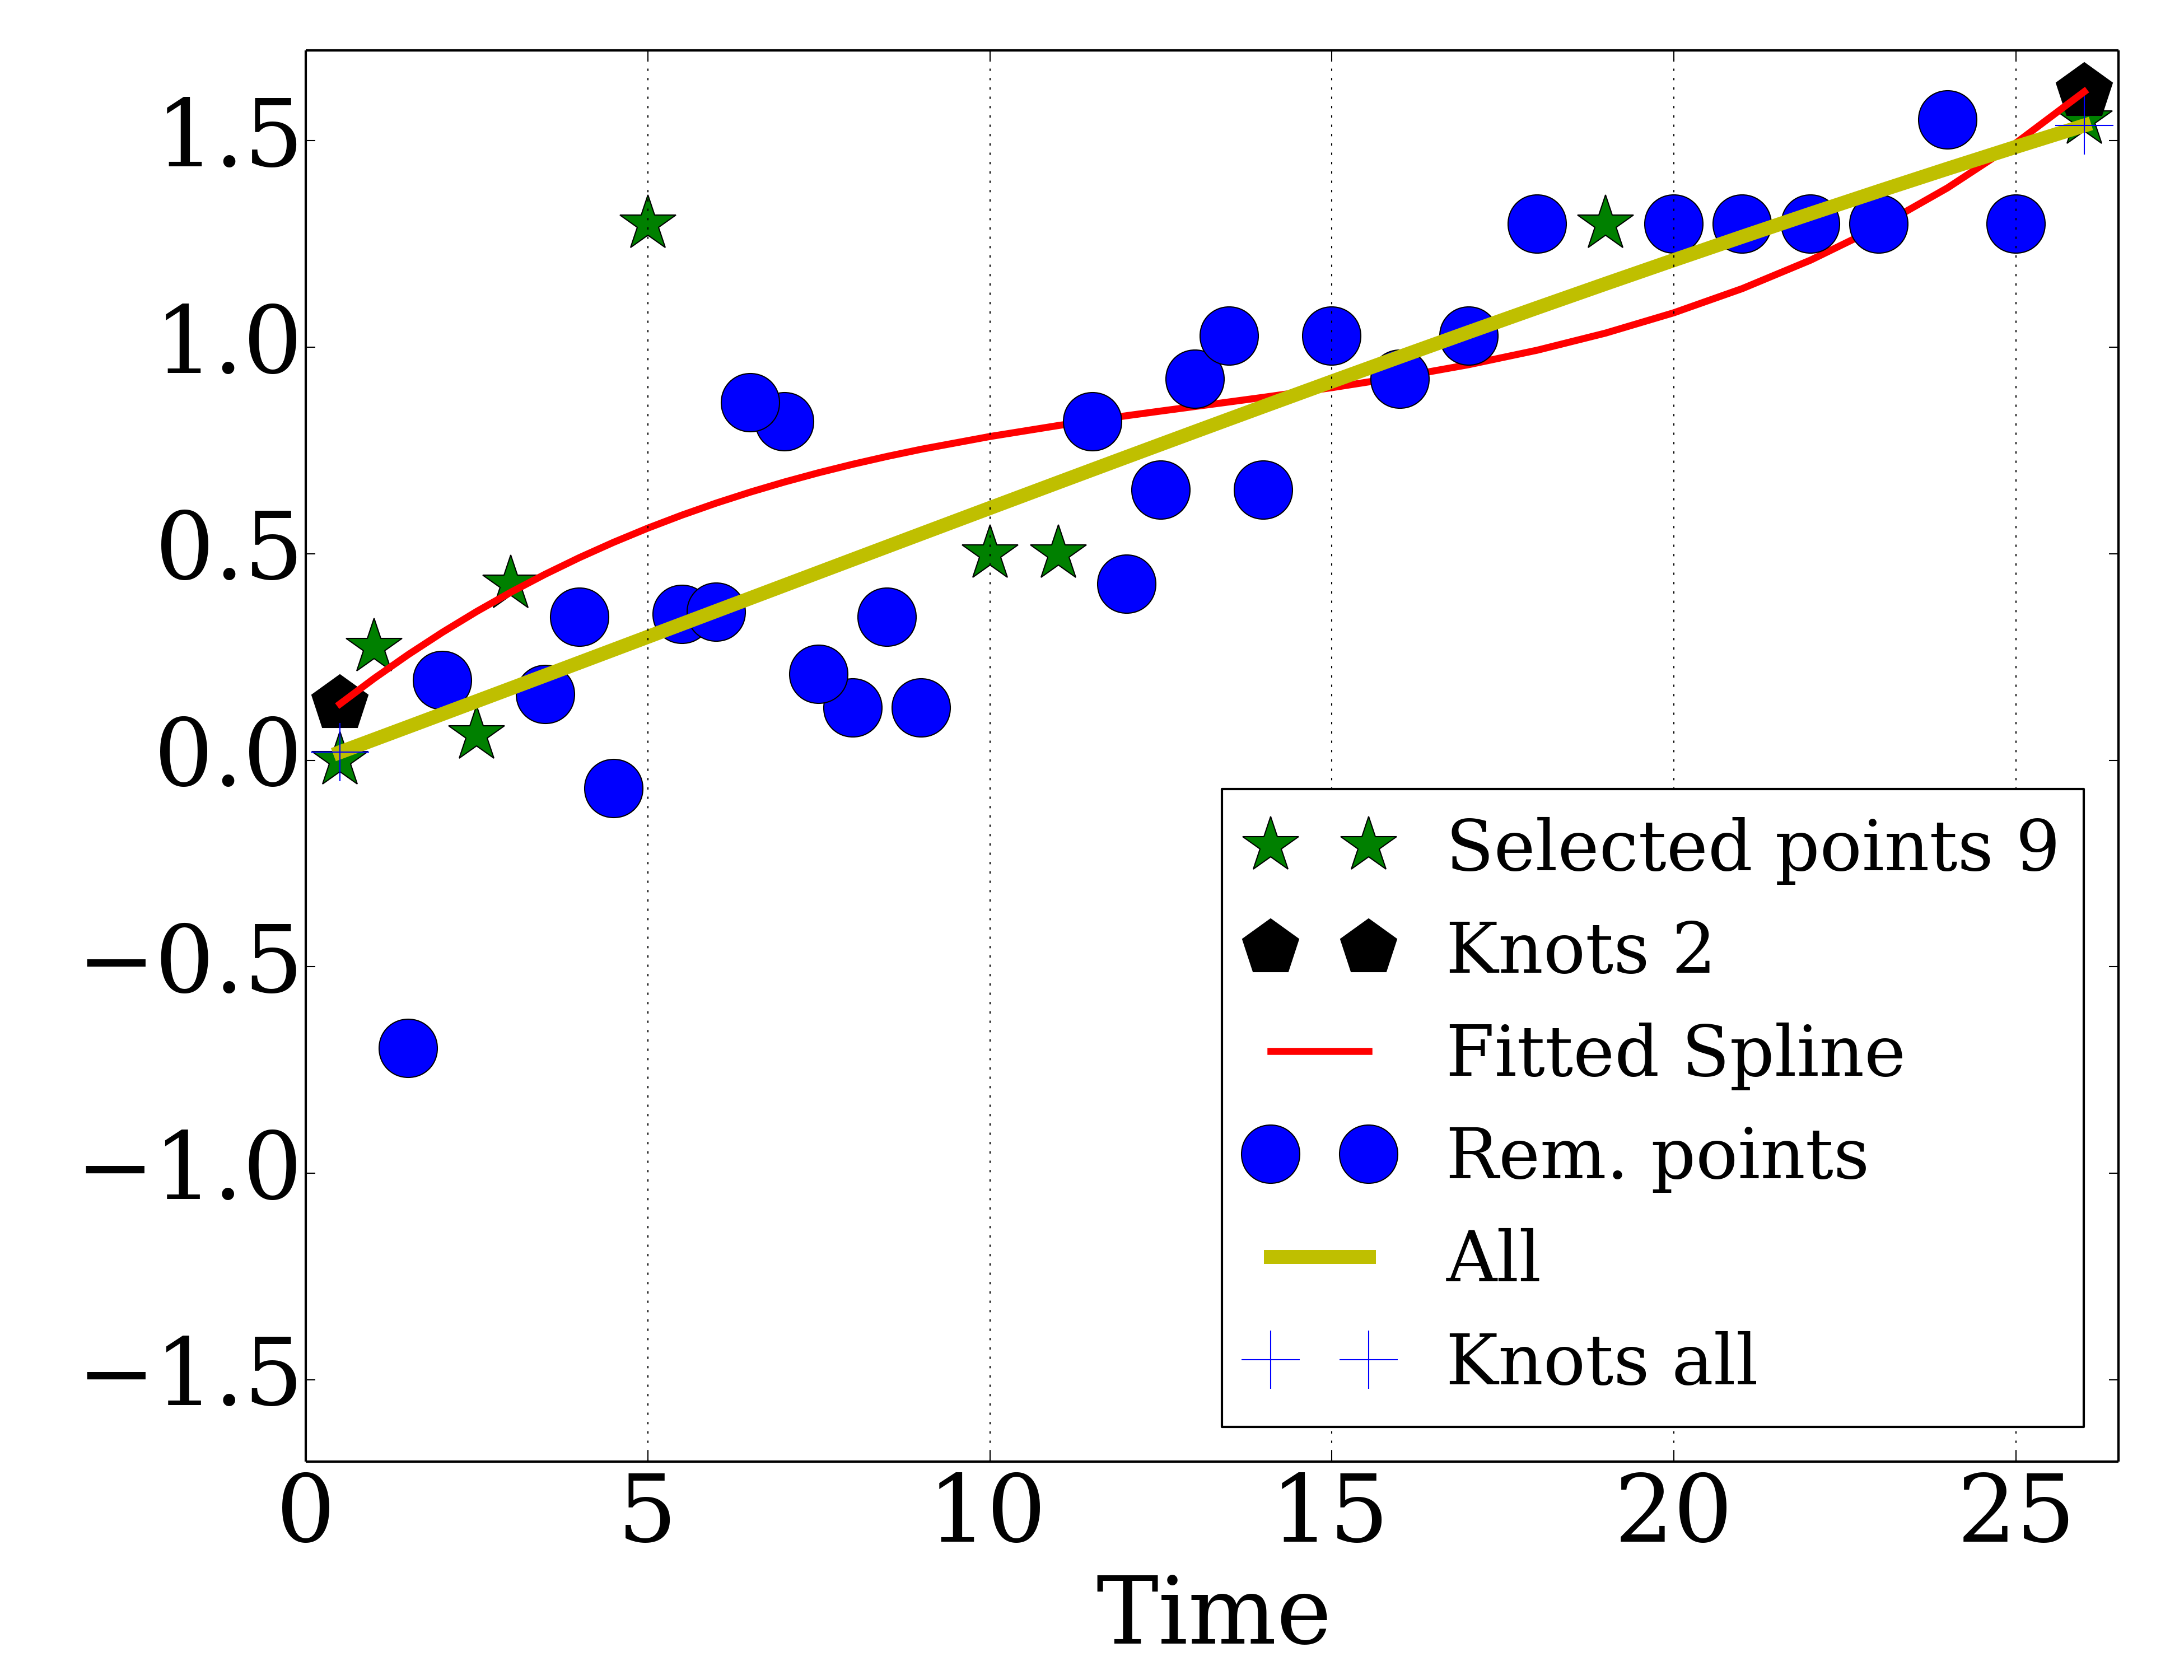 1.5
1.0
0.5
0.0
−0.5
−1.0
−1.5
Selected points 9
Knots 2
Fitted Spline
Rem. points
All
Knots all
0 5 10 15 20 25
Time